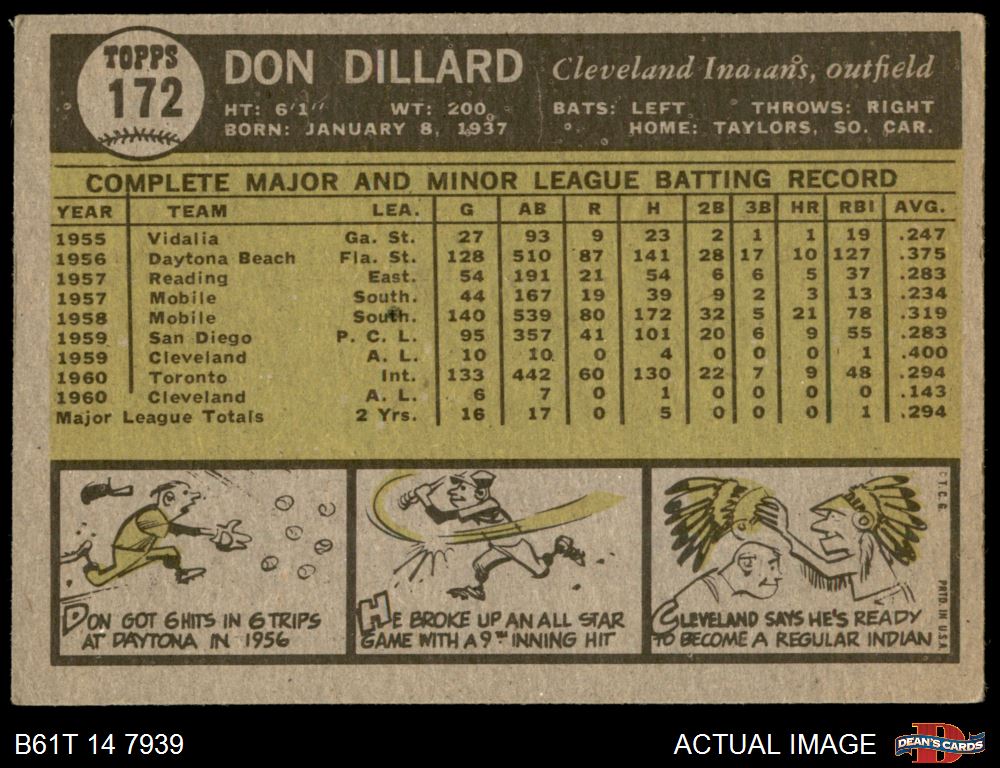 TOPPS
172
DON DILLARD Cleveland Indians, outfield
HT: 6'1" WT: 200 BATS: LEFT THROWS: RIGHT
BORN: JANUARY 8, 1937 HOME: TAYLORS, SO. CAR.
COMPLETE MAJOR AND MINOR LEAGUE BATTING RECORD
YEAR TEAM LEA. G AB R H 2B 3B HR RBI AVG.
1955 Vidalia Ga. St. 27 93 9 23 2 1 1 19 .247
1956 Daytona Beach Fla. St. 128 510 87 141 28 17 10 127 .375
1957 Reading East. 54 191 21 54 6 6 5 37 .283
1957 Mobile South. 44 167 19 39 9 2 3 13 .234
1958 Mobile South. 140 539 80 172 32 5 21 78 .319
1959 San Diego P. C. L. 95 357 41 101 20 6 9 55 .283
1959 Cleveland A. L. 10 10 0 4 0 0 0 1 .400
1960 Toronto Int. 133 442 60 130 22 7 9 48 .294
1960 Cleveland A. L. 6 7 0 1 0 0 0 0 .143
Major League Totals 2 Yrs. 16 17 0 5 0 0 0 1 .294
DON GOT 6 HITS IN 6 TRIPS
AT DAYTONA IN 1956
HE BROKE UP AN ALL STAR
GAME WITH A 9TH INNING HIT
CLEVELAND SAYS HE'S READY
TO BECOME A REGULAR INDIAN
© T.C.G.
PRTD. IN U.S.A.
B61T 14 7939
ACTUAL IMAGE
D
DEAN'S CARDS